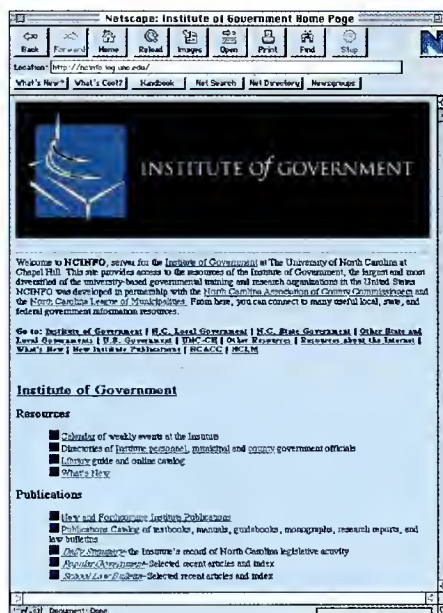 Netscape: Institute of Government Home Page
Back Forward Home Reload Images Open Print Find Stop
N
Location: http://ncinfo.iog.unc.edu/
What's New? What's Cool? Handbook Net Search Net Directory Newsgroups
INSTITUTE of GOVERNMENT
Welcome to NCINFO, server for the Institute of Government at The University of North Carolina at
Chapel Hill. This site provides access to the resources of the Institute of Government, the largest and most
diversified of the university-based governmental training and research organizations in the United States
NCINFO was developed in partnership with the North Carolina Association of County Commissioners and
the North Carolina League of Municipalities. From here, you can connect to many useful local, state, and
federal government information resources.
Go to: Institute of Government | N.C. Local Government | N.C. State Government | Other State and
Local Governments | U.S. Government | UNC-CH | Other Resources | Resources about the Internet |
What's New | New Institute Publications | NCACC | NCLM
Institute of Government
Resources
Calendar of weekly events at the Institute
Directories of Institute personnel, municipal and county government officials
Library guide and online catalog
What's New
Publications
New and Forthcoming Institute Publications
Publications Catalog of textbooks, manuals, guidebooks, monographs, research reports, and
law bulletins
Daily Summary-the Institute's record of North Carolina legislative activity
Popular Government-Selected recent articles and index
School Law Bulletin-Selected recent articles and index
Document: Done